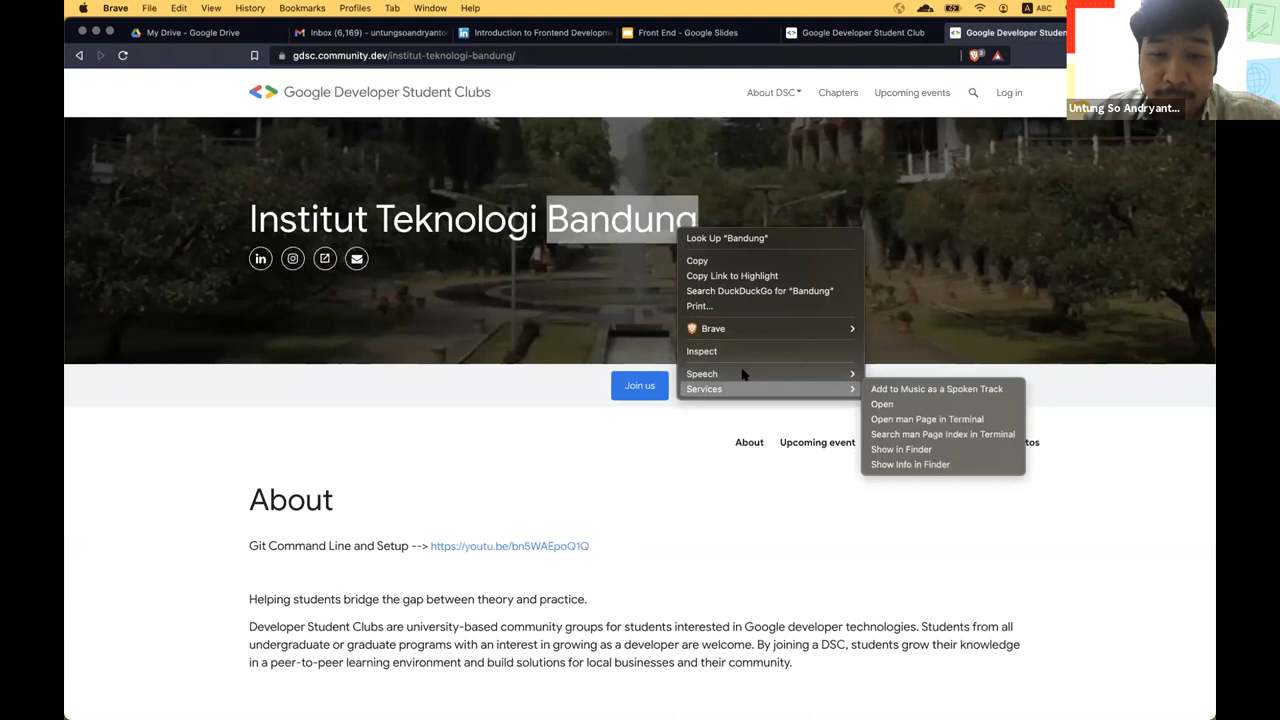 Brave File Edit View History Bookmarks Profiles Tab Window Help ABC
My Drive - Google Drive Inbox (6,169) - untungsoandryanto Introduction to Frontend Developm Front End - Google Slides Google Developer Student Club Google Developer Studen
gdsc.community.dev/institut-teknologi-bandung/ 3
Untung So Andryant...
Google Developer Student Clubs About DSC Chapters Upcoming events Log in
Institut Teknologi Bandung
Look Up “Bandung”
Copy
Copy Link to Highlight
Search DuckDuckGo for “Bandung”
Print...
Brave
Inspect
Speech
Services
Add to Music as a Spoken Track
Open
Open man Page in Terminal
Search man Page Index in Terminal
Show in Finder
Show Info in Finder
Join us
About Upcoming event tos
About
Git Command Line and Setup --> https://youtu.be/bn5WAEpoQ1Q
Helping students bridge the gap between theory and practice.
Developer Student Clubs are university-based community groups for students interested in Google developer technologies. Students from all
undergraduate or graduate programs with an interest in growing as a developer are welcome. By joining a DSC, students grow their knowledge
in a peer-to-peer learning environment and build solutions for local businesses and their community.